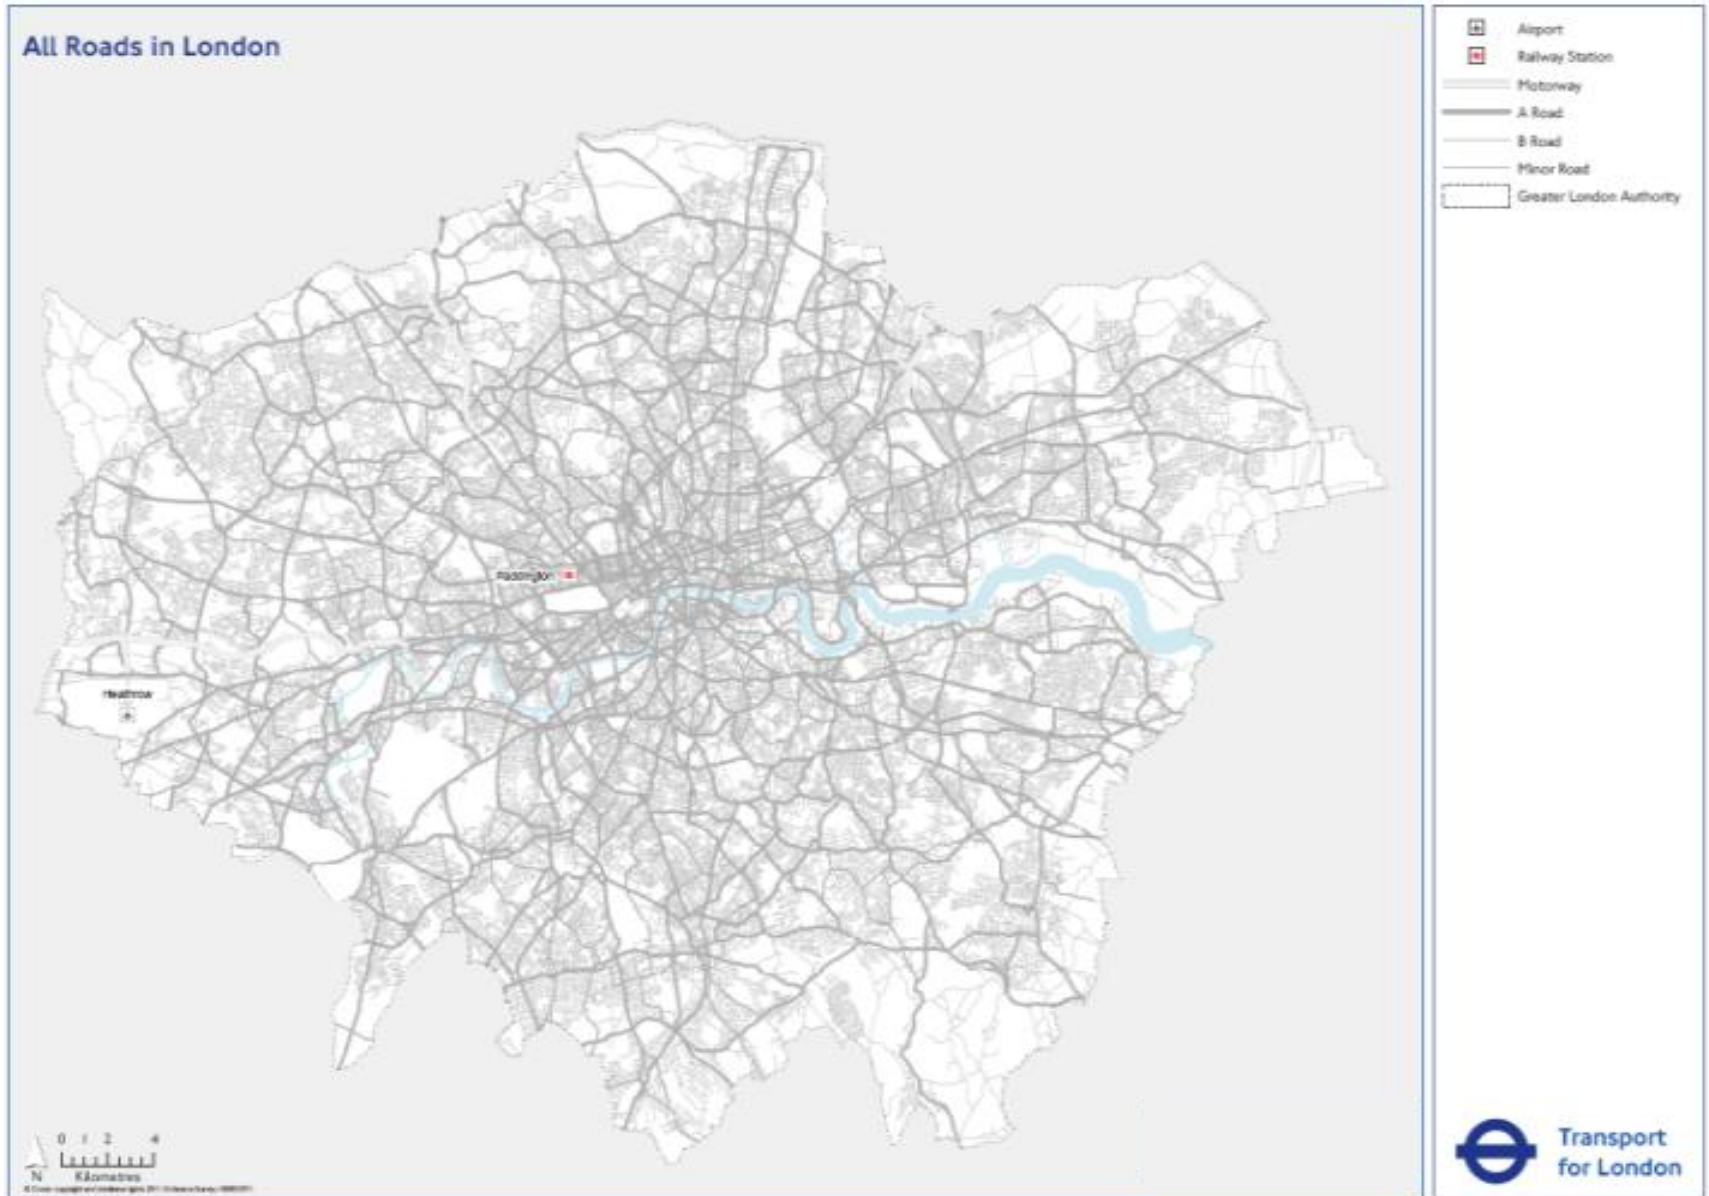 All Roads in London
Airport
Railway Station
Motorway
A Road
B Road
Minor Road
Greater London Authority
Paddington
Heathrow
0 1 2 4
N Kilometres
Transport
for London